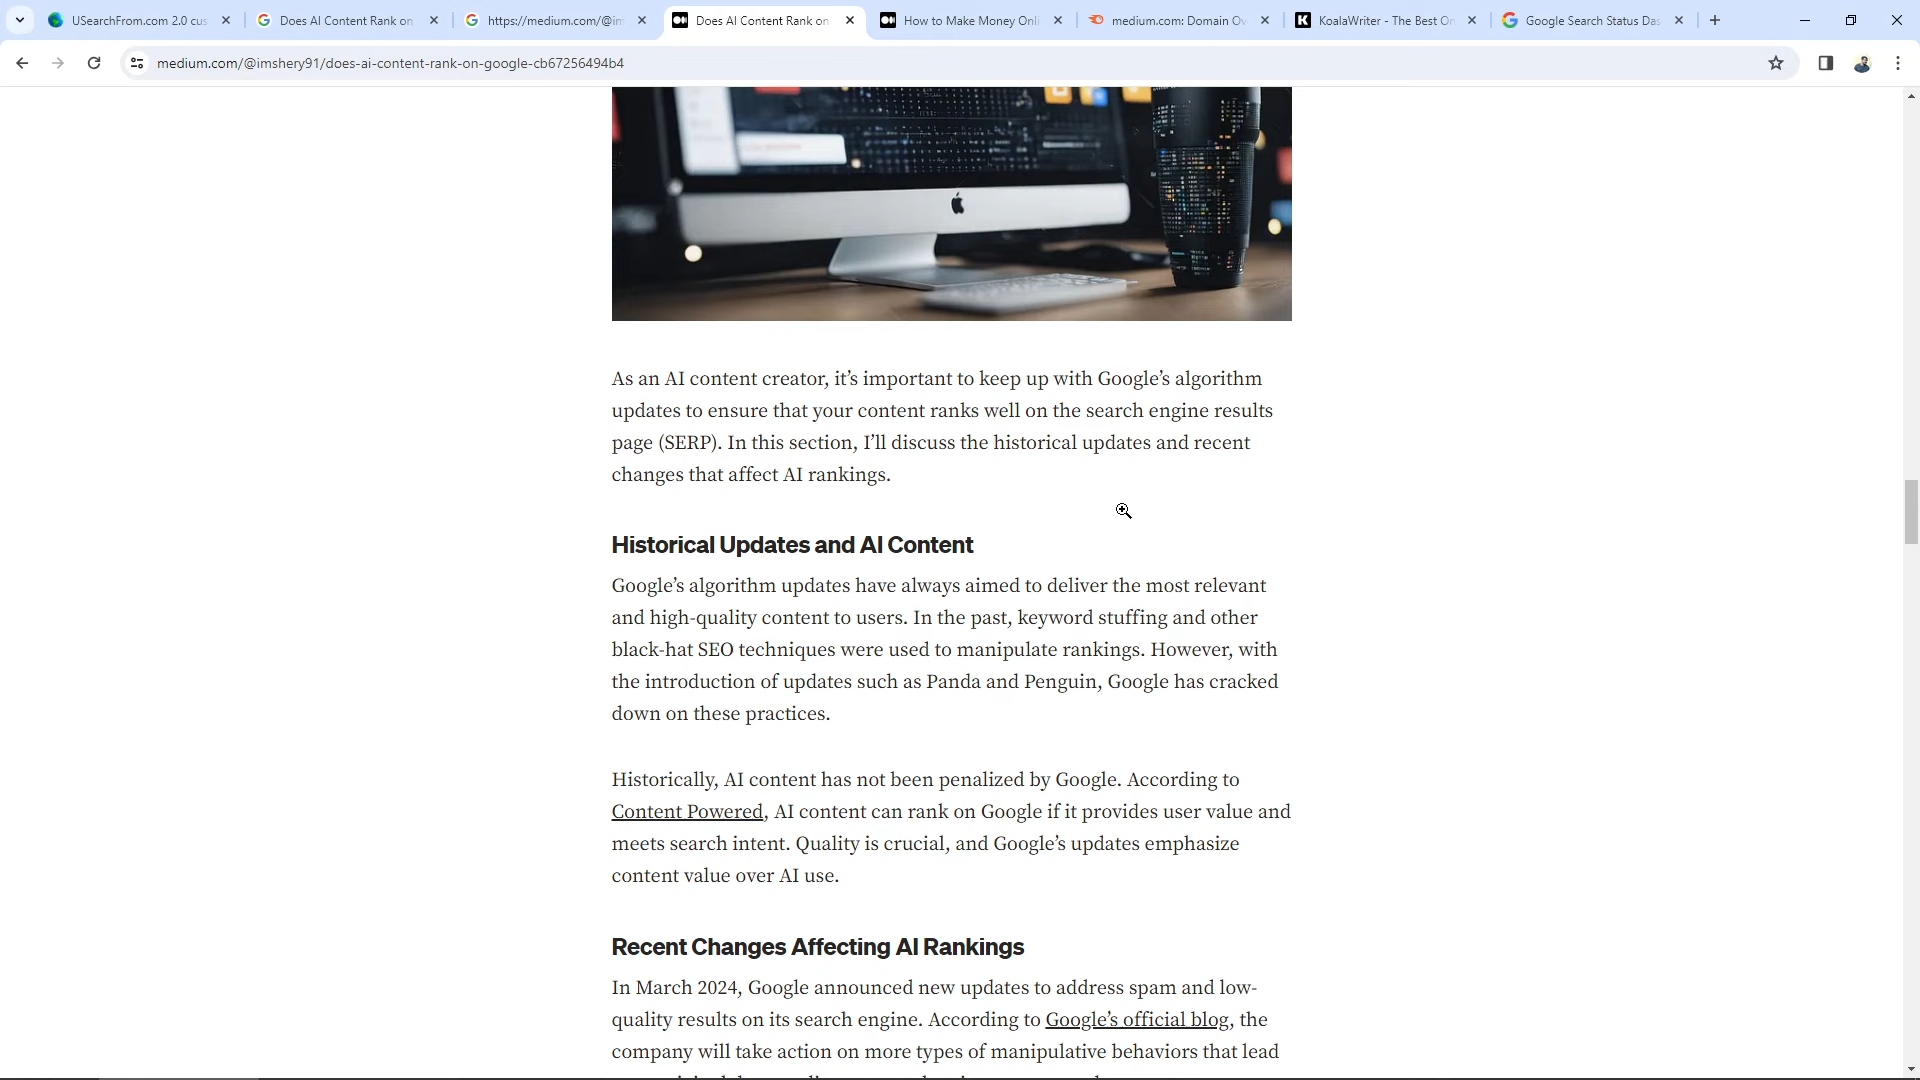 USearchFrom.com 2.0 cus
Does AI Content Rank on
https://medium.com/@im
Does AI Content Rank on
How to Make Money Onli
medium.com: Domain Ov
KoalaWriter - The Best On
Google Search Status Das
medium.com/@imshery91/does-ai-content-rank-on-google-cb67256494b4
As an AI content creator, it’s important to keep up with Google’s algorithm
updates to ensure that your content ranks well on the search engine results
page (SERP). In this section, I’ll discuss the historical updates and recent
changes that affect AI rankings.
Historical Updates and AI Content
Google’s algorithm updates have always aimed to deliver the most relevant
and high-quality content to users. In the past, keyword stuffing and other
black-hat SEO techniques were used to manipulate rankings. However, with
the introduction of updates such as Panda and Penguin, Google has cracked
down on these practices.
Historically, AI content has not been penalized by Google. According to
Content Powered, AI content can rank on Google if it provides user value and
meets search intent. Quality is crucial, and Google’s updates emphasize
content value over AI use.
Recent Changes Affecting AI Rankings
In March 2024, Google announced new updates to address spam and low-
quality results on its search engine. According to Google’s official blog, the
company will take action on more types of manipulative behaviors that lead